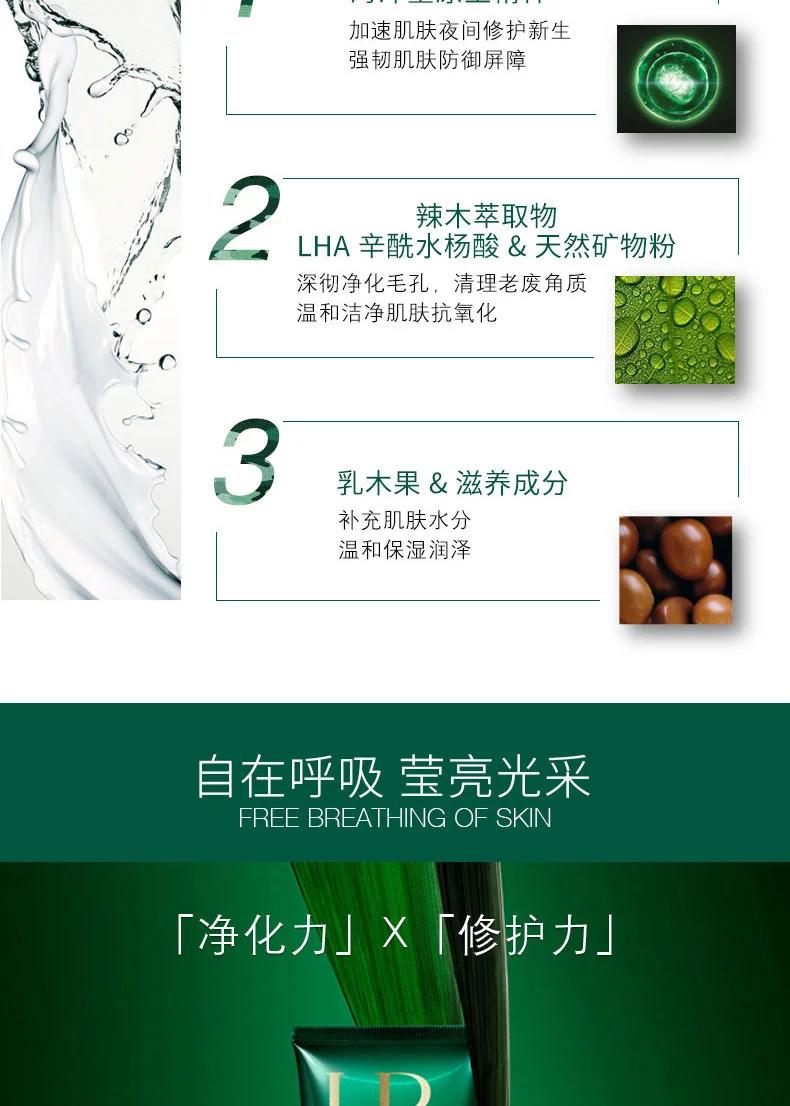 加速肌肤夜间修护新生
强韧肌肤防御屏障
2
辣木萃取物
LHA 辛酰水杨酸 & 天然矿物粉
深彻净化毛孔，清理老废角质
温和洁净肌肤抗氧化
3
乳木果 & 滋养成分
补充肌肤水分
温和保湿润泽
自在呼吸 莹亮光采
FREE BREATHING OF SKIN
「净化力」X「修护力」
HR